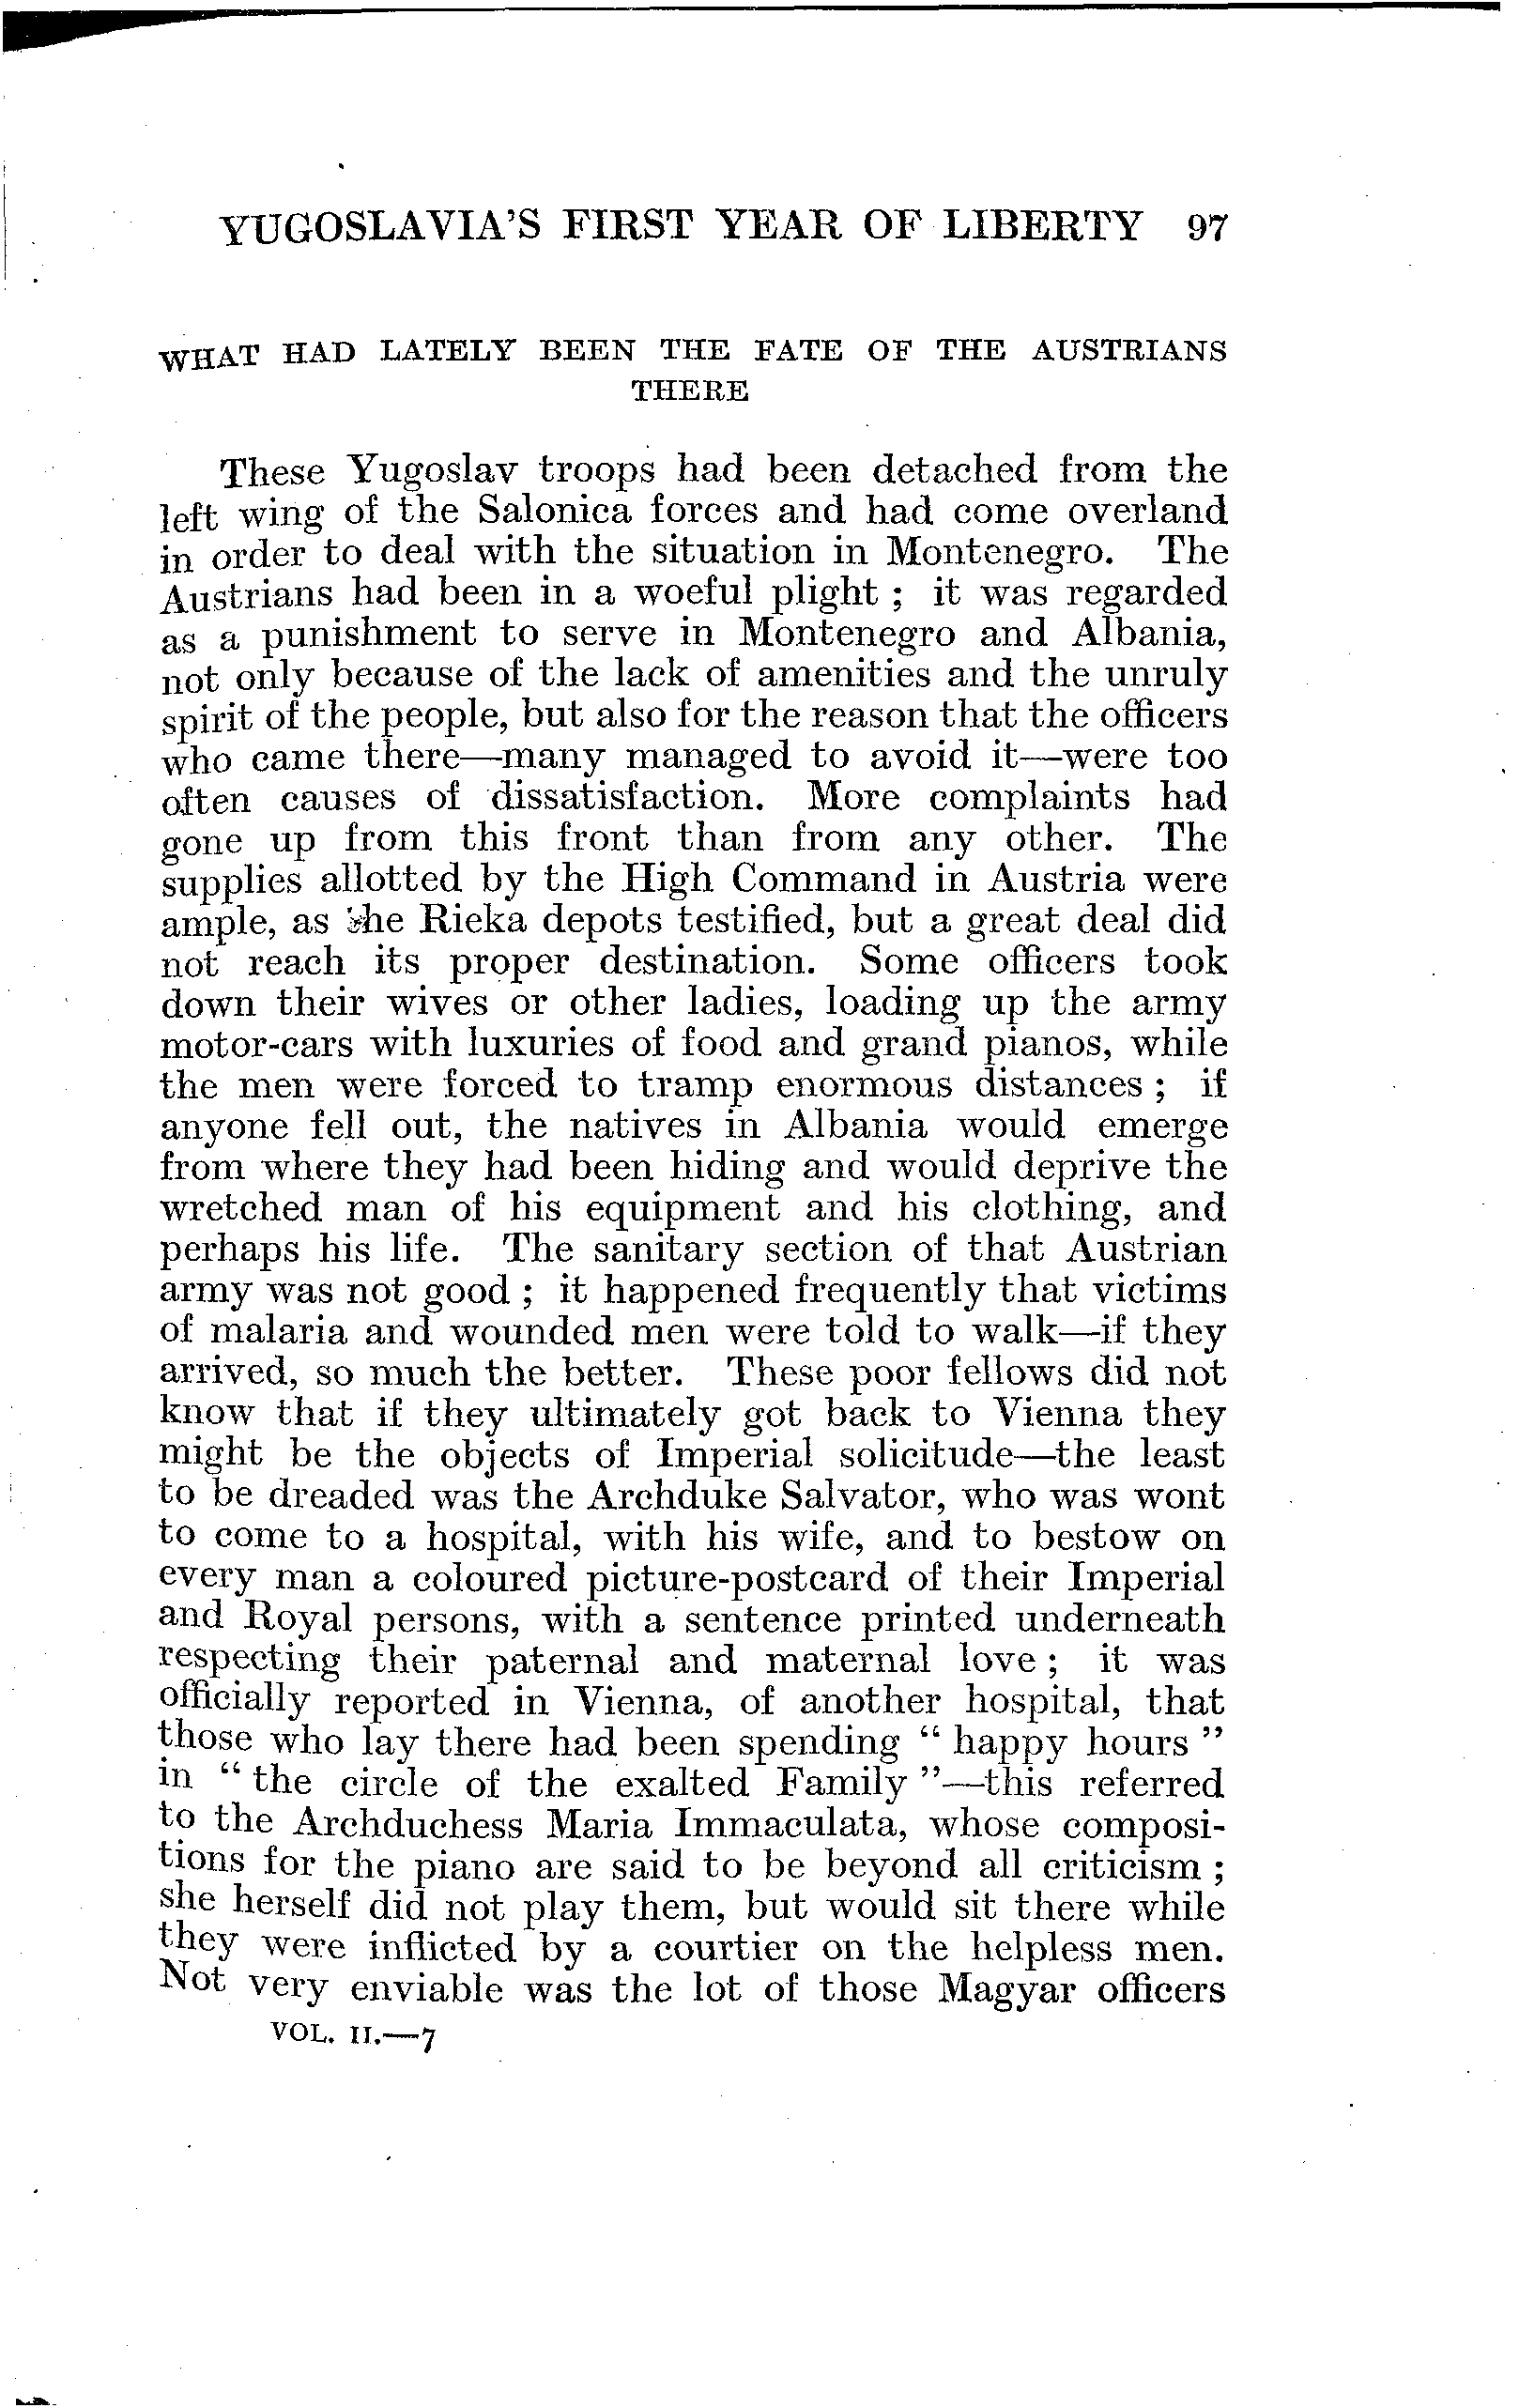 YUGOSLAVIA'S FIRST YEAR OF LIBERTY 97
WHAT HAD LATELY BEEN THE FATE OF THE AUSTRIANS
THERE
These Yugoslav troops had been detached from the
left wing of the Salonica forces and had come overland
in order to deal with the situation in Montenegro. The
Austrians had been in a woeful plight ; it was regarded
as a punishment to serve in Montenegro and Albania,
not only because of the lack of amenities and the unruly
spirit of the people, but also for the reason that the officers
who came there—many managed to avoid it—were too
often causes of dissatisfaction. More complaints had
gone up from this front than from any other. The
supplies allotted by the High Command in Austria were
ample, as the Rieka depots testified, but a great deal did
not reach its proper destination. Some officers took
down their wives or other ladies, loading up the army
motor-cars with luxuries of food and grand pianos, while
the men were forced to tramp enormous distances ; if
anyone fell out, the natives in Albania would emerge
from where they had been hiding and would deprive the
wretched man of his equipment and his clothing, and
perhaps his life. The sanitary section of that Austrian
army was not good ; it happened frequently that victims
of malaria and wounded men were told to walk—if they
arrived, so much the better. These poor fellows did not
know that if they ultimately got back to Vienna they
might be the objects of Imperial solicitude—the least
to be dreaded was the Archduke Salvator, who was wont
to come to a hospital, with his wife, and to bestow on
every man a coloured picture-postcard of their Imperial
and Royal persons, with a sentence printed underneath
respecting their paternal and maternal love ; it was
officially reported in Vienna, of another hospital, that
those who lay there had been spending “ happy hours ”
in “ the circle of the exalted Family ”—this referred
to the Archduchess Maria Immaculata, whose composi-
tions for the piano are said to be beyond all criticism ;
she herself did not play them, but would sit there while
they were inflicted by a courtier on the helpless men.
Not very enviable was the lot of those Magyar officers
VOL. II.—7